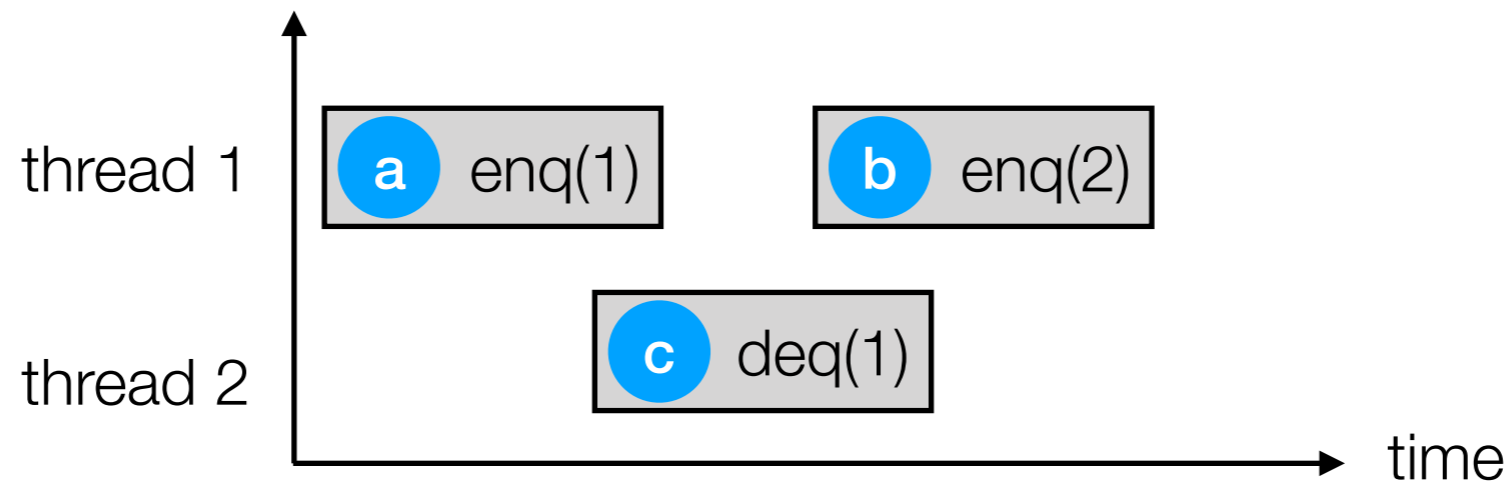 thread 1
a enq(1)
b enq(2)
thread 2
c deq(1)
time